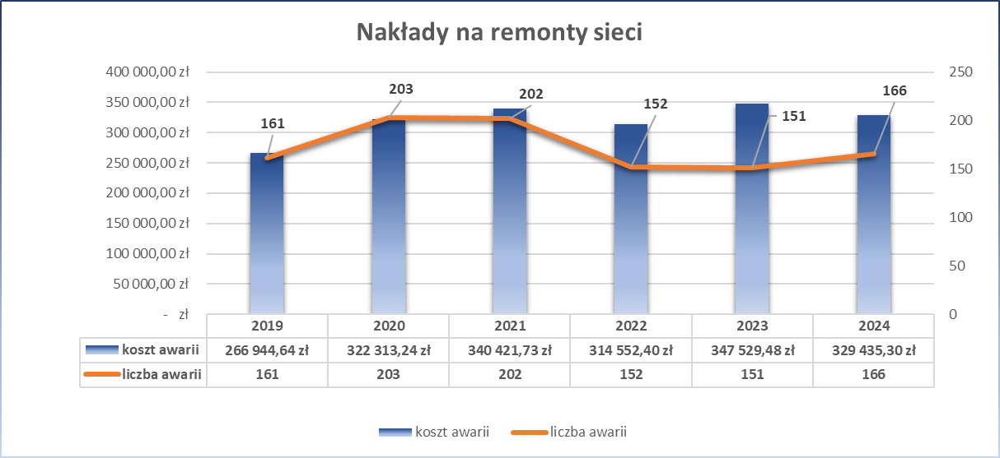 Nakłady na remonty sieci
400 000,00 zł
350 000,00 zł
300 000,00 zł
250 000,00 zł
200 000,00 zł
150 000,00 zł
100 000,00 zł
50 000,00 zł
- zł
250
200
150
100
50
0
161
203
202
152
151
166
2019 2020 2021 2022 2023 2024
koszt awarii 266 944,64 zł 322 313,24 zł 340 421,73 zł 314 552,40 zł 347 529,48 zł 329 435,30 zł
liczba awarii 161 203 202 152 151 166
koszt awarii liczba awarii